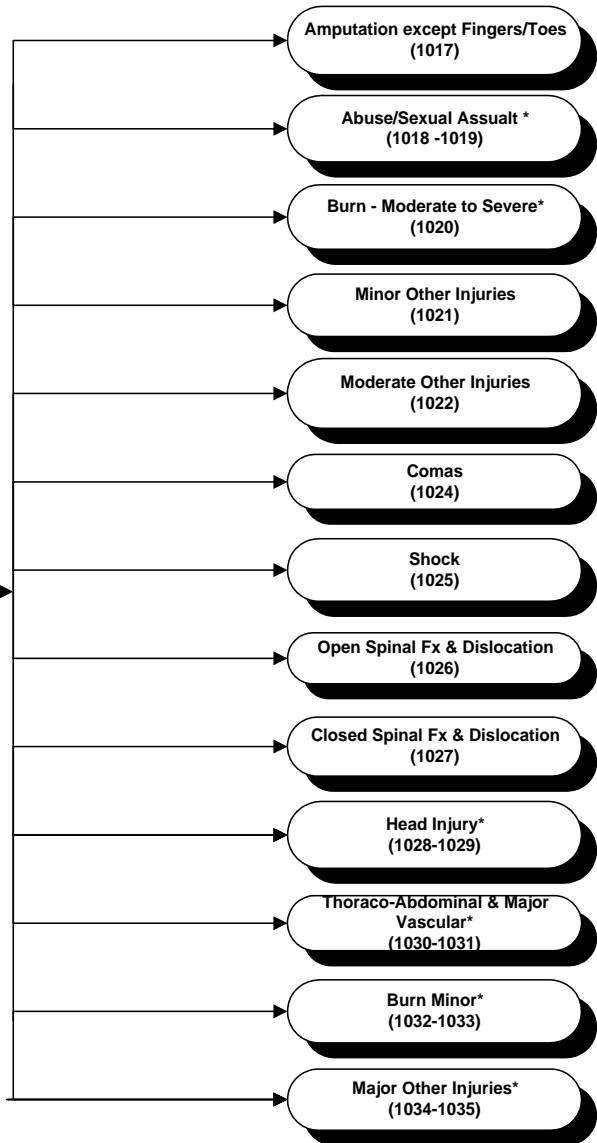 Amputation except Fingers/Toes
(1017)
Abuse/Sexual Assualt *
(1018 -1019)
Burn - Moderate to Severe*
(1020)
Minor Other Injuries
(1021)
Moderate Other Injuries
(1022)
Comas
(1024)
Shock
(1025)
Open Spinal Fx & Dislocation
(1026)
Closed Spinal Fx & Dislocation
(1027)
Head Injury*
(1028-1029)
Thoraco-Abdominal & Major
Vascular*
(1030-1031)
Burn Minor*
(1032-1033)
Major Other Injuries*
(1034-1035)